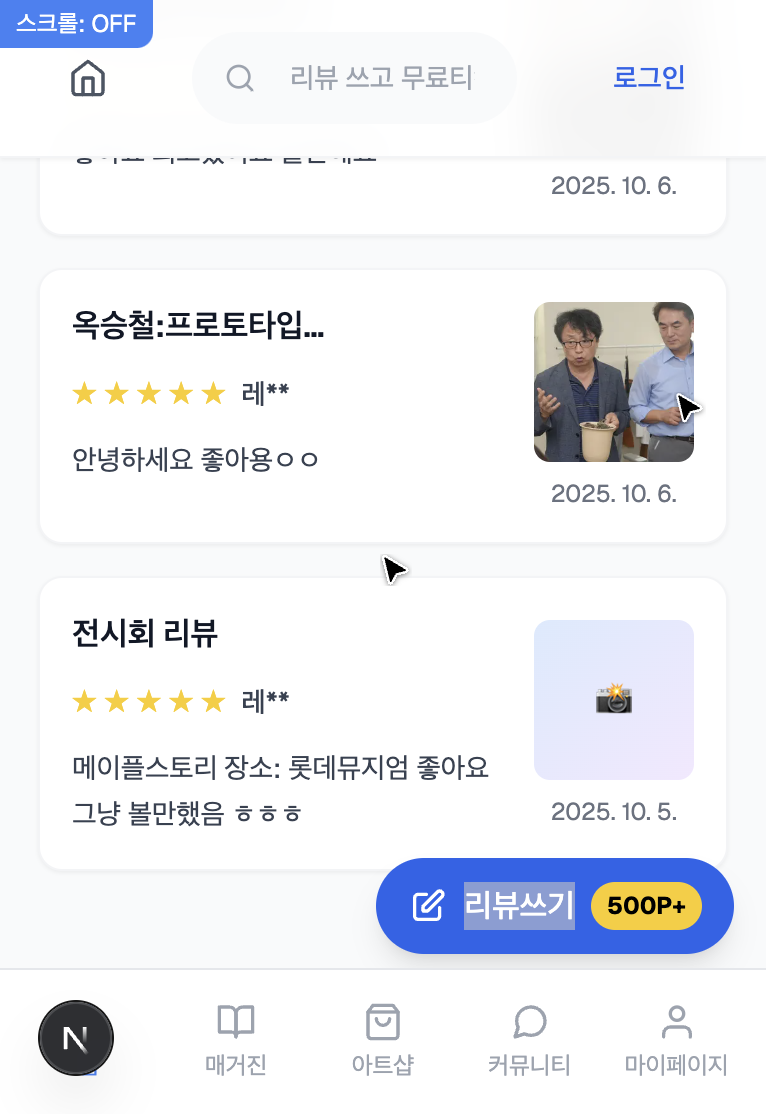 스크롤: OFF
리뷰 쓰고 무료티
로그인
2025. 10. 6.
옥승철:프로토타입...
★★★★★ 레**
안녕하세요 좋아용ㅇㅇ
2025. 10. 6.
전시회 리뷰
★★★★★ 레**
메이플스토리 장소: 롯데뮤지엄 좋아요
그냥 볼만했음 ㅎㅎㅎ
2025. 10. 5.
리뷰쓰기 500P+
N
매거진
아트샵
커뮤니티
마이페이지